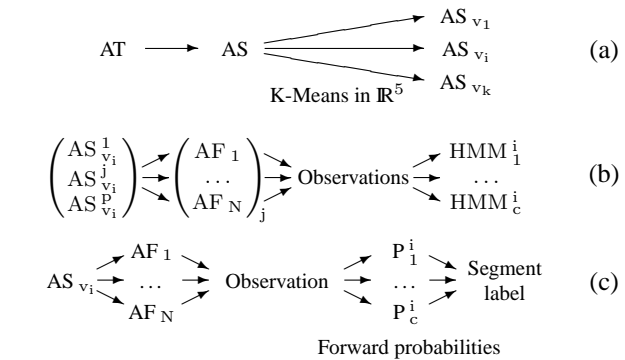 AS v₁
AT → AS → AS vᵢ (a)
AS vₖ
K-Means in ℝ⁵
AS ¹ vᵢ AF ₁ HMM ⁱ ₁
AS ʲ vᵢ … Observations … (b)
AS ᵖ vᵢ AF N j HMM ⁱ c
AF ₁ P ⁱ ₁ Segment
AS vᵢ … Observation … label (c)
AF N P ⁱ c
Forward probabilities